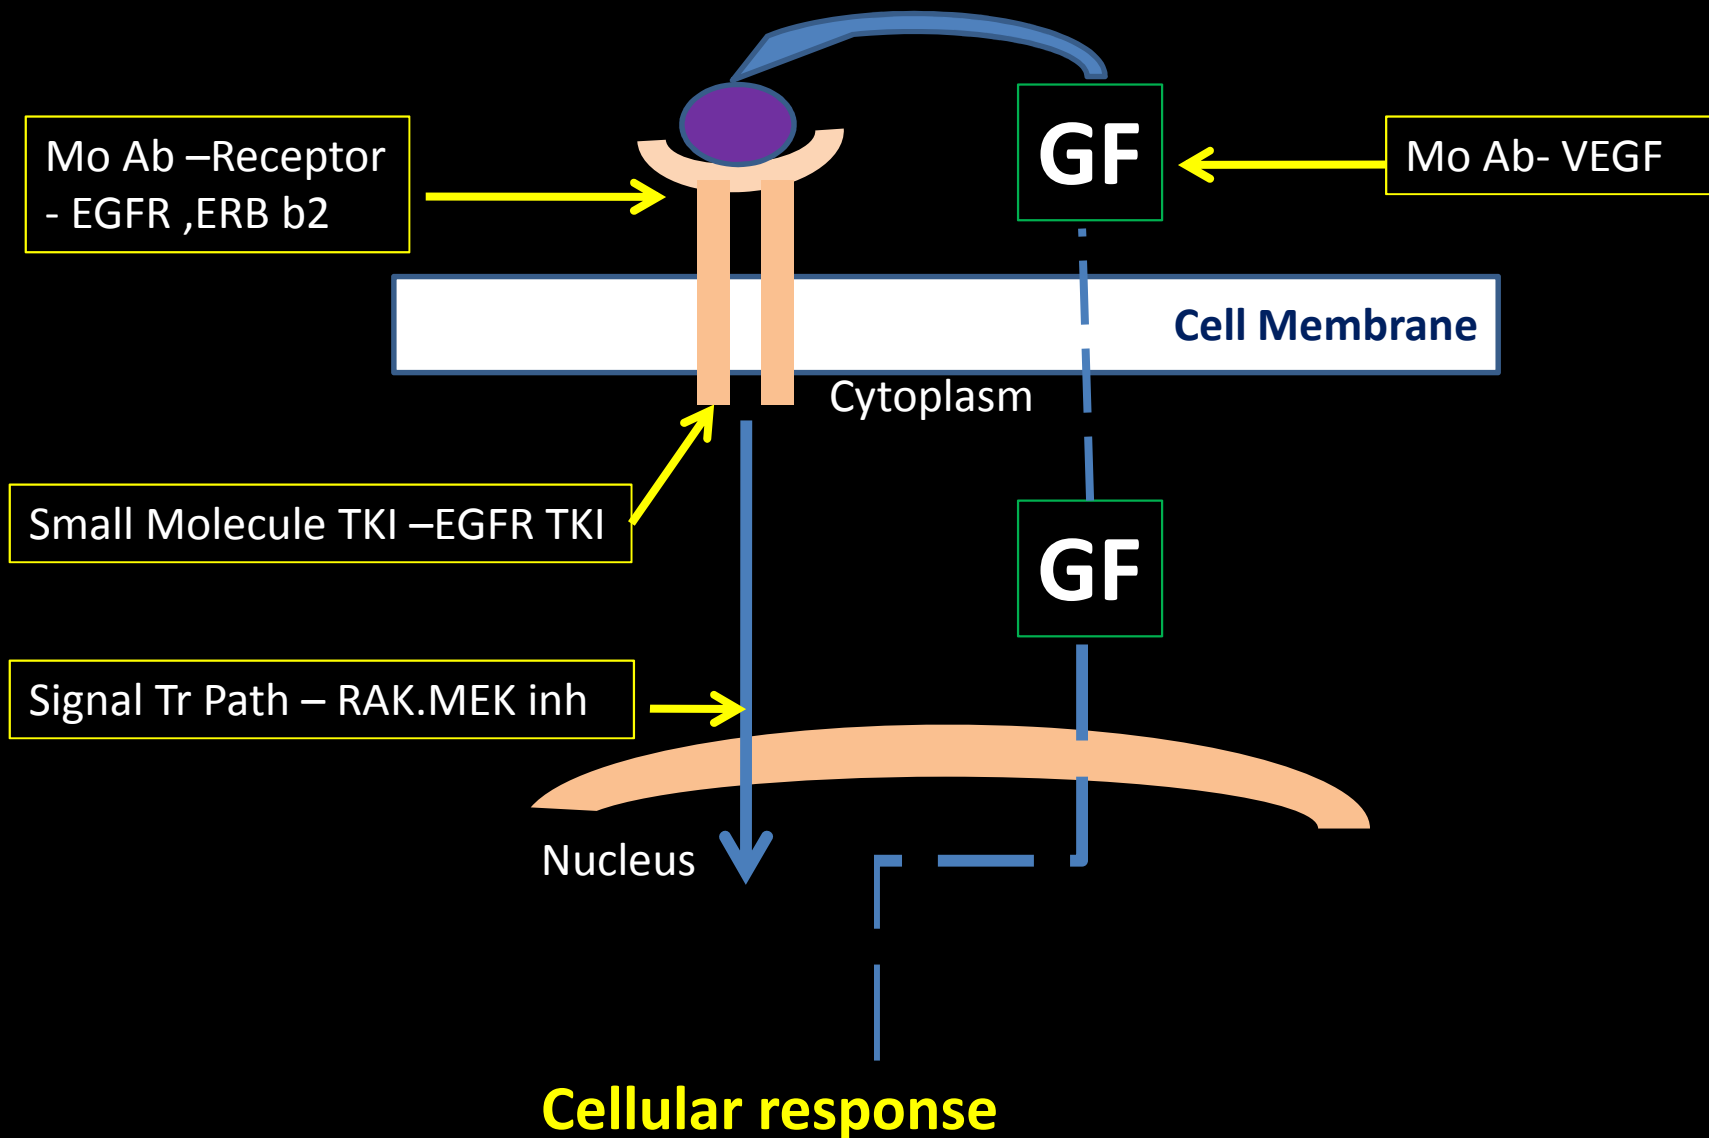 GF
Mo Ab –Receptor
- EGFR ,ERB b2
Mo Ab- VEGF
Cell Membrane
Cytoplasm
Small Molecule TKI –EGFR TKI
GF
Signal Tr Path – RAK.MEK inh
Nucleus
Cellular response